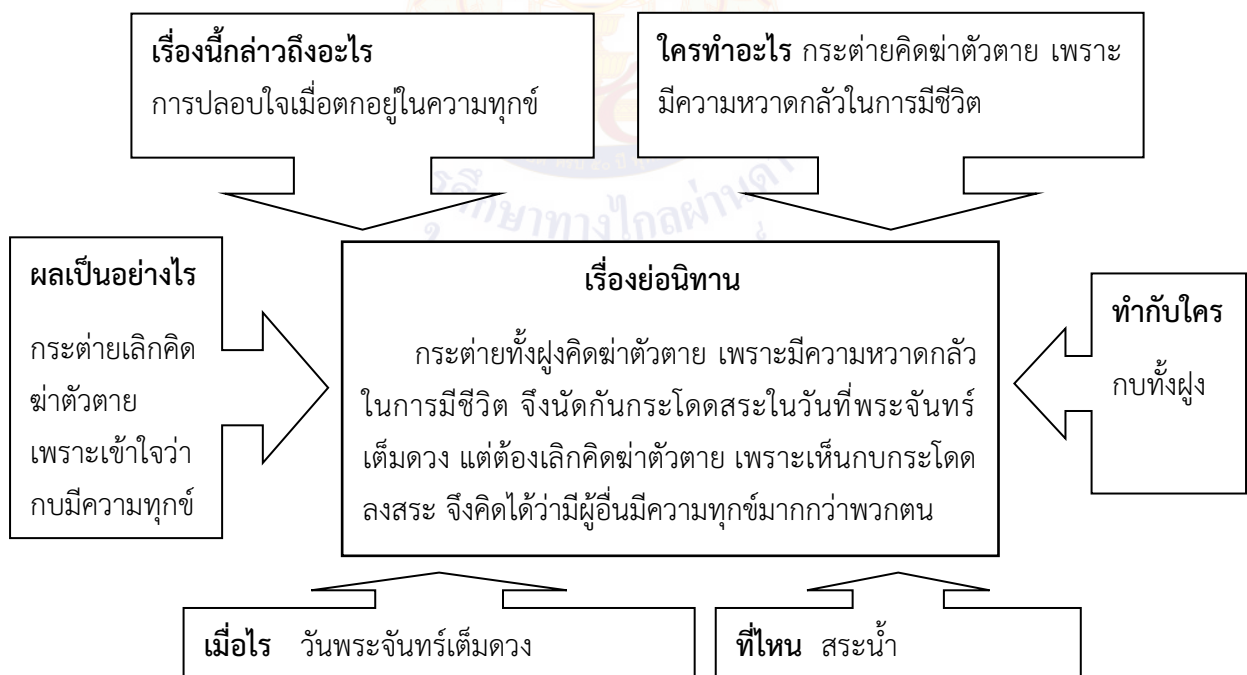 เรื่องนี้กล่าวถึงอะไร
การปลอบใจเมื่อตกอยู่ในความทุกข์
ใครทำอะไร กระต่ายคิดฆ่าตัวตาย เพราะ
มีความหวาดกลัวในการมีชีวิต
ผลเป็นอย่างไร
กระต่ายเลิกคิด
ฆ่าตัวตาย
เพราะเข้าใจว่า
กบมีความทุกข์
เรื่องย่อนิทาน
กระต่ายทั้งฝูงคิดฆ่าตัวตาย เพราะมีความหวาดกลัว
ในการมีชีวิต จึงนัดกันกระโดดสระในวันที่พระจันทร์
เต็มดวง แต่ต้องเลิกคิดฆ่าตัวตาย เพราะเห็นกบกระโดด
ลงสระ จึงคิดได้ว่ามีผู้อื่นมีความทุกข์มากกว่าพวกตน
ทำกับใคร
กบทั้งฝูง
เมื่อไร วันพระจันทร์เต็มดวง
ที่ไหน สระน้ำ